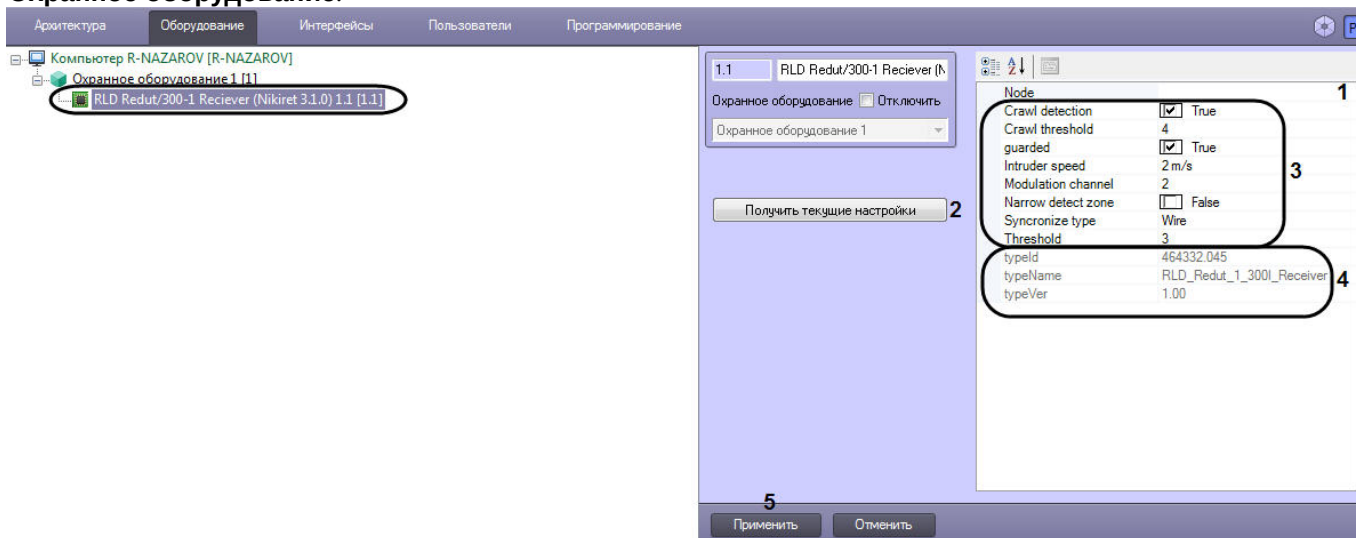 Охранное оборудование.
Архитектура Оборудование Интерфейсы Пользователи Программирование
Компьютер R-NAZAROV [R-NAZAROV]
Охранное оборудование 1 [1]
RLD Redut/300-1 Reciever (Nikiret 3.1.0) 1.1 [1.1]
1.1 RLD Redut/300-1 Reciever (N
Охранное оборудование Отключить
Охранное оборудование 1
Получить текущие настройки 2
Node 1
Crawl detection True
Crawl threshold 4
guarded True
Intruder speed 2 m/s
3
Modulation channel 2
Narrow detect zone False
Syncronize type Wire
Threshold 3
typeId 464332.045
typeName RLD_Redut_1_300I_Receiver 4
typeVer 1.00
5
Применить Отменить